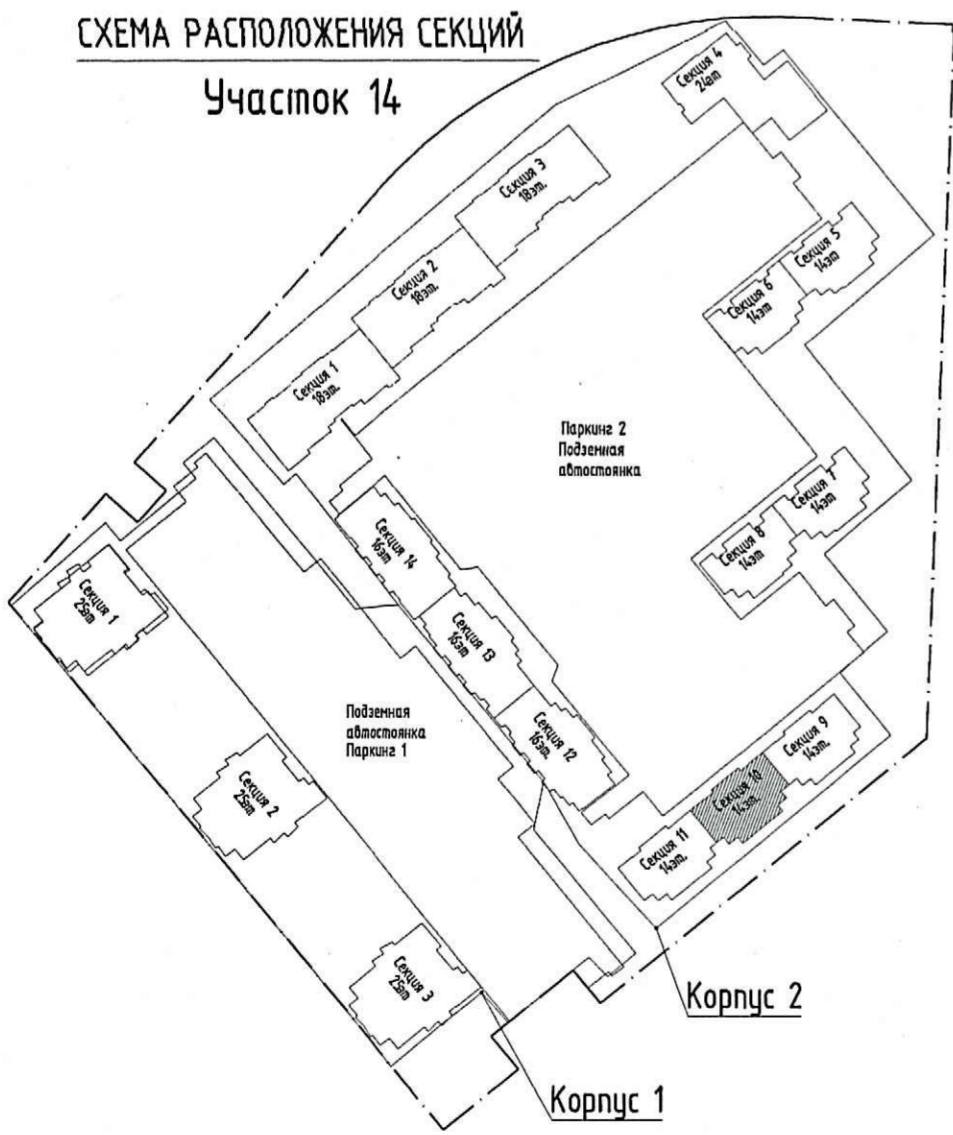 СХЕМА РАСПОЛОЖЕНИЯ СЕКЦИЙ
Участок 14
Секция 4
24эт
Секция 3
18эт.
Секция 2
18эт.
Секция 1
18эт.
Секция 5
14эт
Секция 6
14эт
Паркинг 2
Подземная
автостоянка
Секция 7
14эт
Секция 8
14эт
Секция 14
16эт
Секция 13
16эт
Секция 12
16эт.
Секция 1
25эт
Подземная
автостоянка
Паркинг 1
Секция 2
25эт
Секция 9
14эт.
Секция 10
14эт.
Секция 11
14эт.
Секция 3
25эт
Корпус 2
Корпус 1